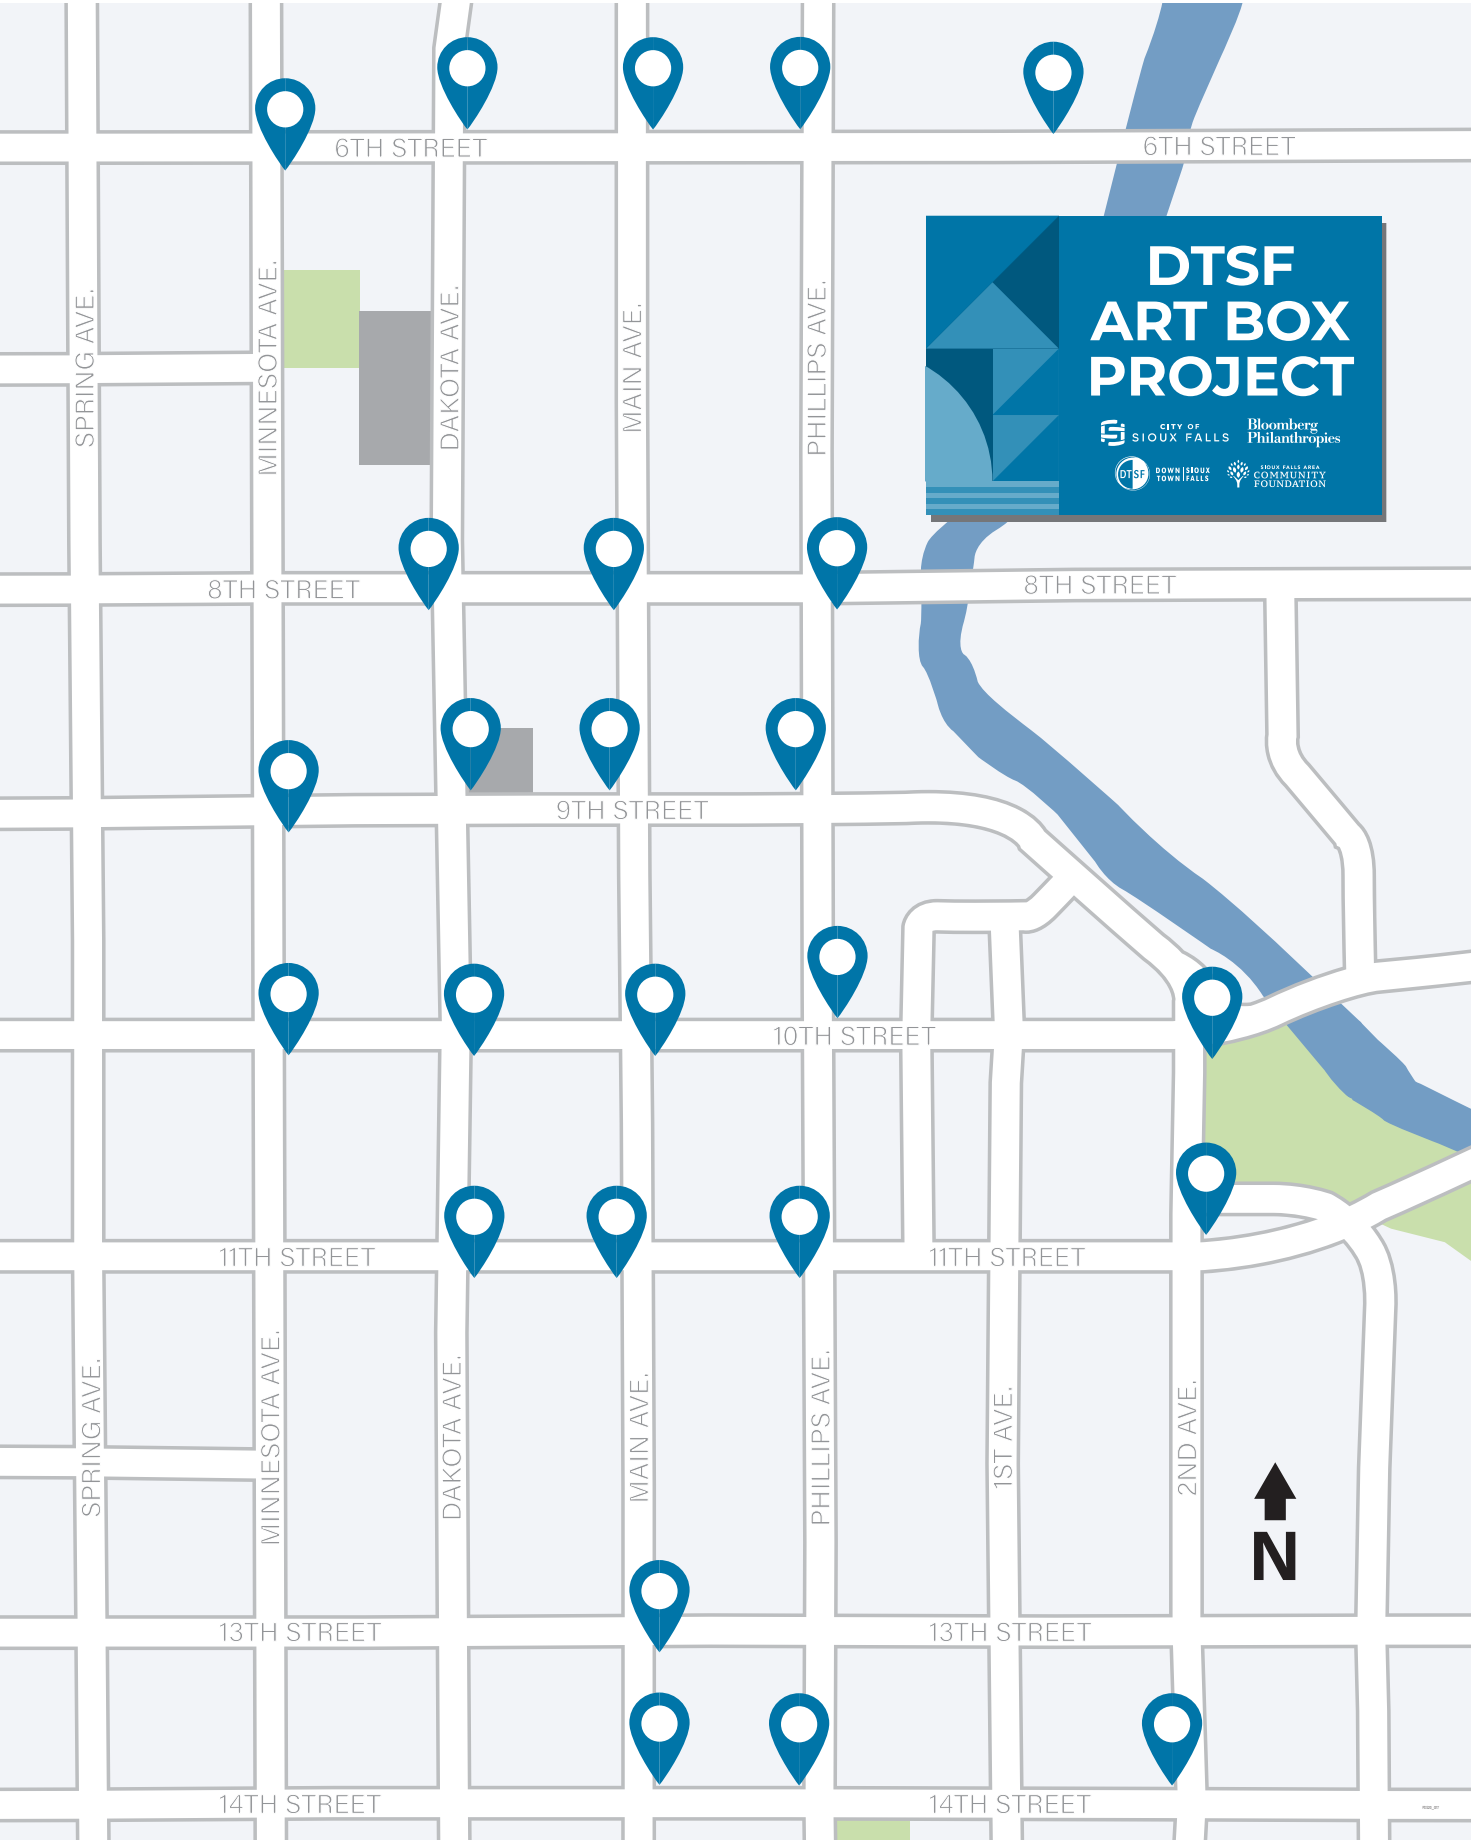 6TH STREET
6TH STREET
DTSF
ART BOX
PROJECT
CITY OF
SIOUX FALLS
Bloomberg
Philanthropies
DTSF
DOWN SIOUX
TOWN FALLS
SIOUX FALLS AREA
COMMUNITY
FOUNDATION
SPRING AVE.
MINNESOTA AVE.
DAKOTA AVE.
MAIN AVE.
PHILLIPS AVE.
8TH STREET
8TH STREET
9TH STREET
10TH STREET
11TH STREET
11TH STREET
SPRING AVE.
MINNESOTA AVE.
DAKOTA AVE.
MAIN AVE.
PHILLIPS AVE.
1ST AVE.
2ND AVE.
N
13TH STREET
13TH STREET
14TH STREET
14TH STREET